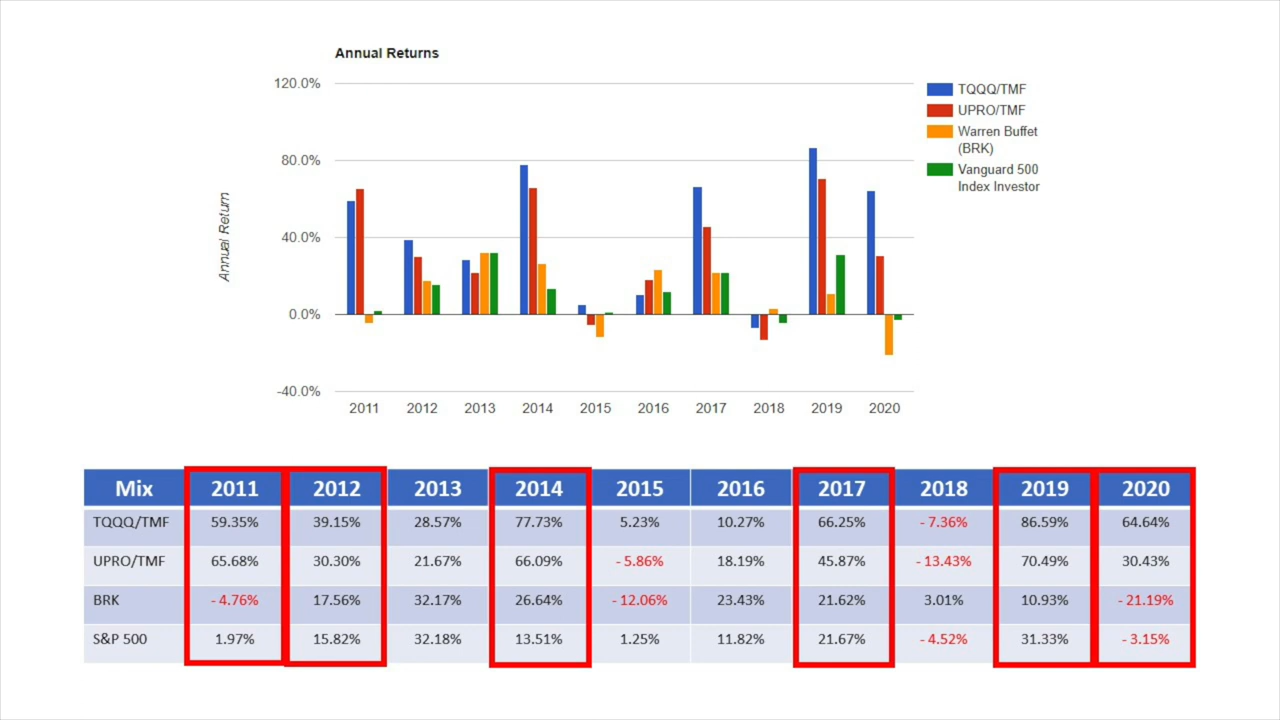 Annual Returns
120.0%
80.0%
40.0%
0.0%
-40.0%
Annual Return
2011 2012 2013 2014 2015 2016 2017 2018 2019 2020
TQQQ/TMF
UPRO/TMF
Warren Buffet
(BRK)
Vanguard 500
Index Investor
Mix 2011 2012 2013 2014 2015 2016 2017 2018 2019 2020
TQQQ/TMF 59.35% 39.15% 28.57% 77.73% 5.23% 10.27% 66.25% - 7.36% 86.59% 64.64%
UPRO/TMF 65.68% 30.30% 21.67% 66.09% - 5.86% 18.19% 45.87% - 13.43% 70.49% 30.43%
BRK - 4.76% 17.56% 32.17% 26.64% - 12.06% 23.43% 21.62% 3.01% 10.93% - 21.19%
S&P 500 1.97% 15.82% 32.18% 13.51% 1.25% 11.82% 21.67% - 4.52% 31.33% - 3.15%